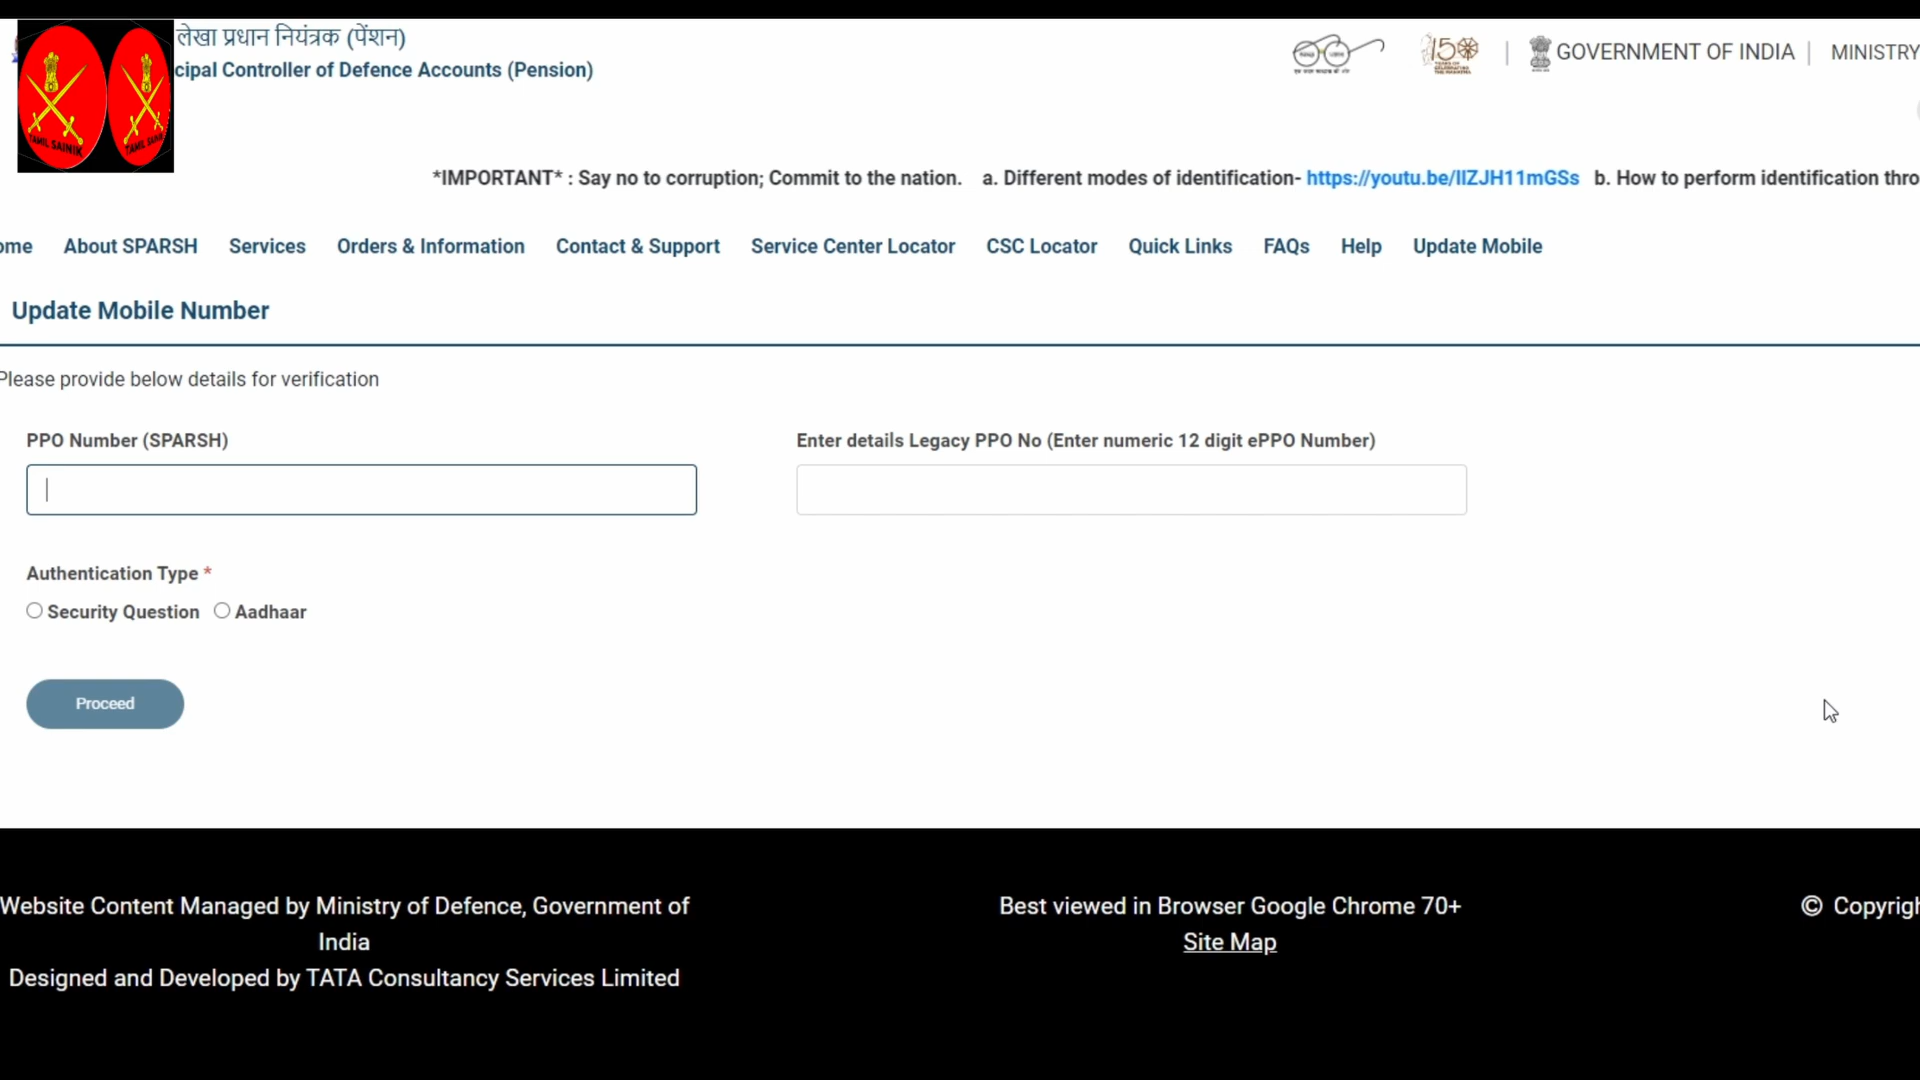 लेखा प्रधान नियंत्रक (पेंशन)
cipal Controller of Defence Accounts (Pension)
TAMIL SAINIK
GOVERNMENT OF INDIA | MINISTRY
*IMPORTANT* : Say no to corruption; Commit to the nation. a. Different modes of identification- https://youtu.be/IIZJH11mGSs b. How to perform identification thro
ome About SPARSH Services Orders & Information Contact & Support Service Center Locator CSC Locator Quick Links FAQs Help Update Mobile
Update Mobile Number
Please provide below details for verification
PPO Number (SPARSH)
Enter details Legacy PPO No (Enter numeric 12 digit ePPO Number)
Authentication Type *
Security Question Aadhaar
Proceed
Website Content Managed by Ministry of Defence, Government of
India
Designed and Developed by TATA Consultancy Services Limited
Best viewed in Browser Google Chrome 70+
Site Map
© Copyrigh